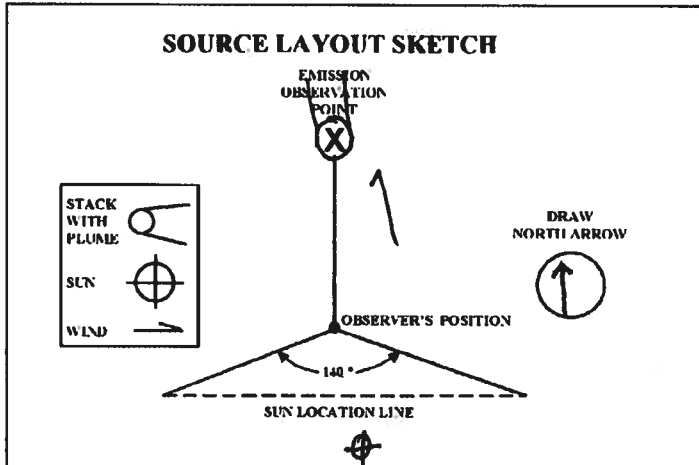 SOURCE LAYOUT SKETCH
EMISSION
OBSERVATION
POINT
X
STACK
WITH
PLUME
SUN
WIND
DRAW
NORTH ARROW
OBSERVER'S POSITION
140°
SUN LOCATION LINE